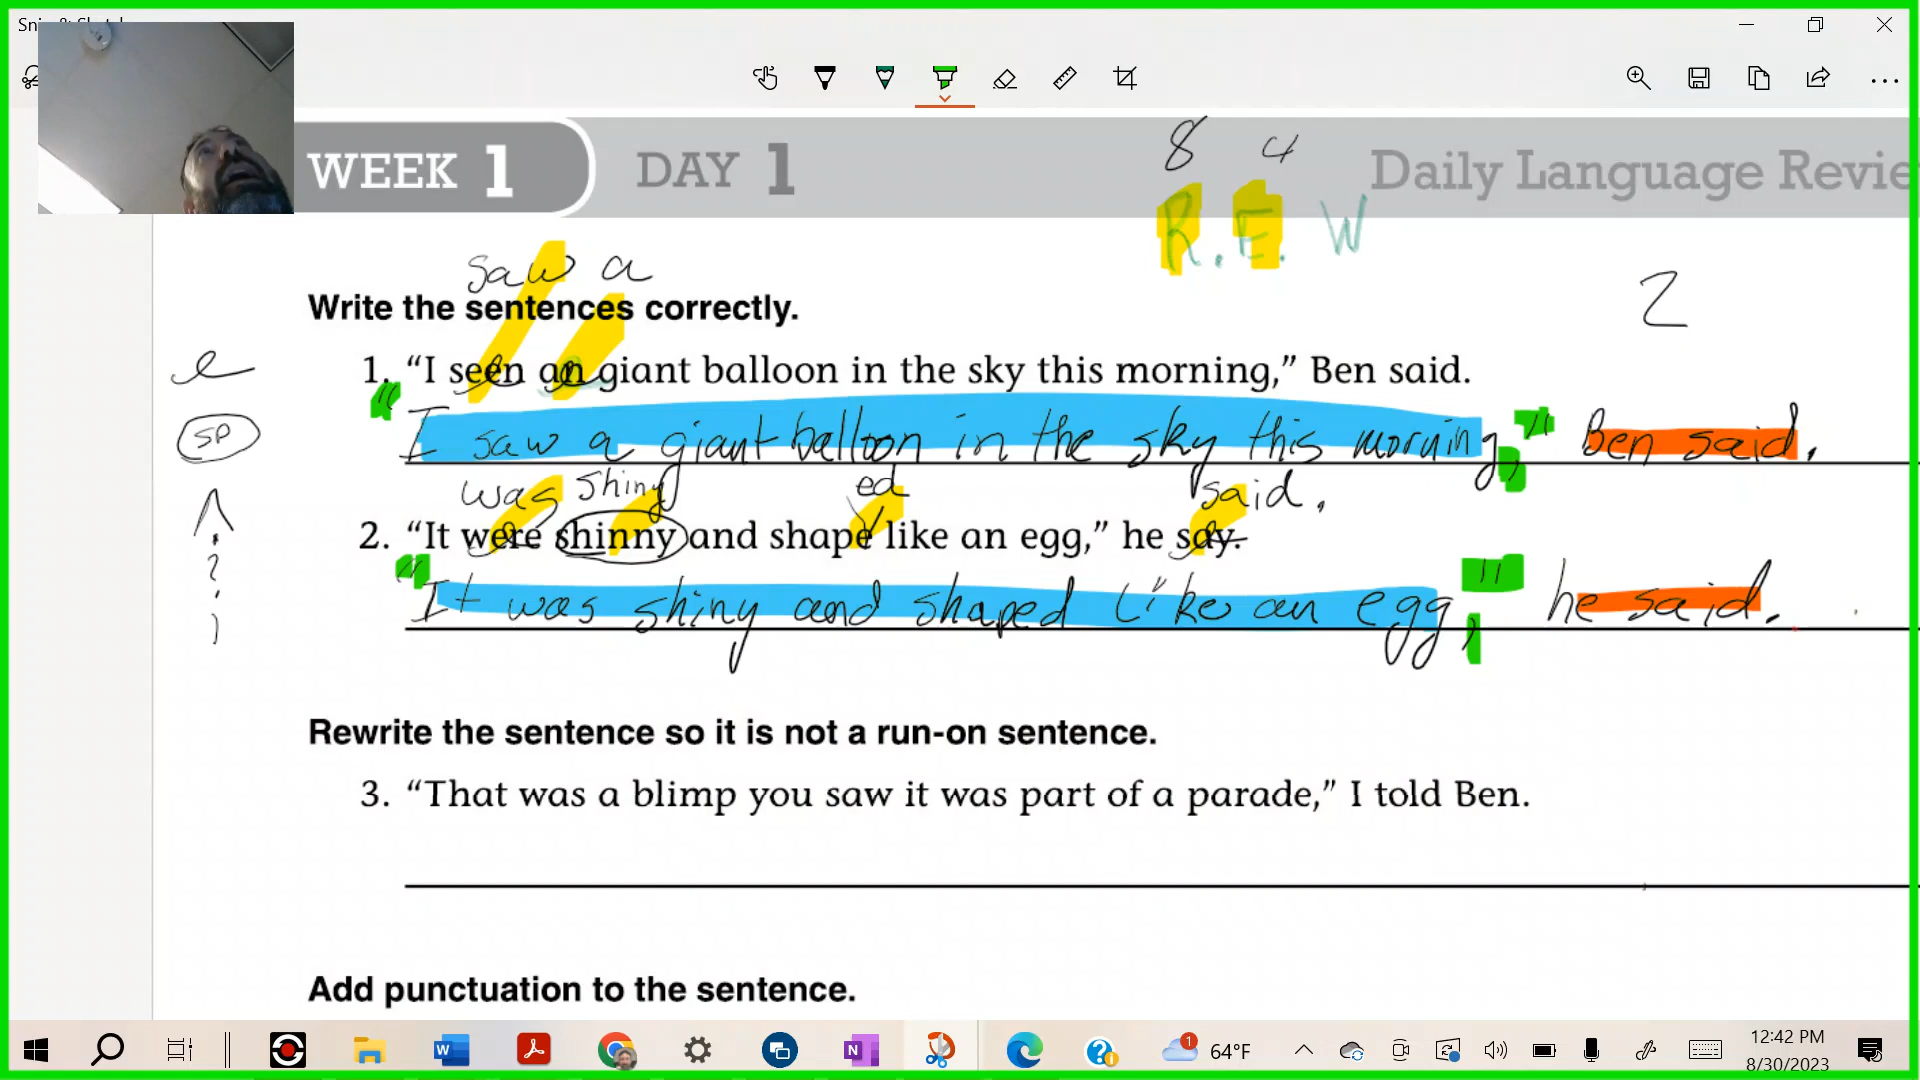 WEEK 1 DAY 1 8 4 Daily Language Revie
R. E. W
saw a
2
Write the sentences correctly.
1. “I seen an giant balloon in the sky this morning,” Ben said.
"I saw a giant balloon in the sky this morning," Ben said.
SP
was shiny ed said.
2. “It were shinny and shape like an egg,” he say.
"It was shiny and shaped like an egg," he said.
Rewrite the sentence so it is not a run-on sentence.
3. “That was a blimp you saw it was part of a parade,” I told Ben.
Add punctuation to the sentence.
64°F
12:42 PM
8/30/2023